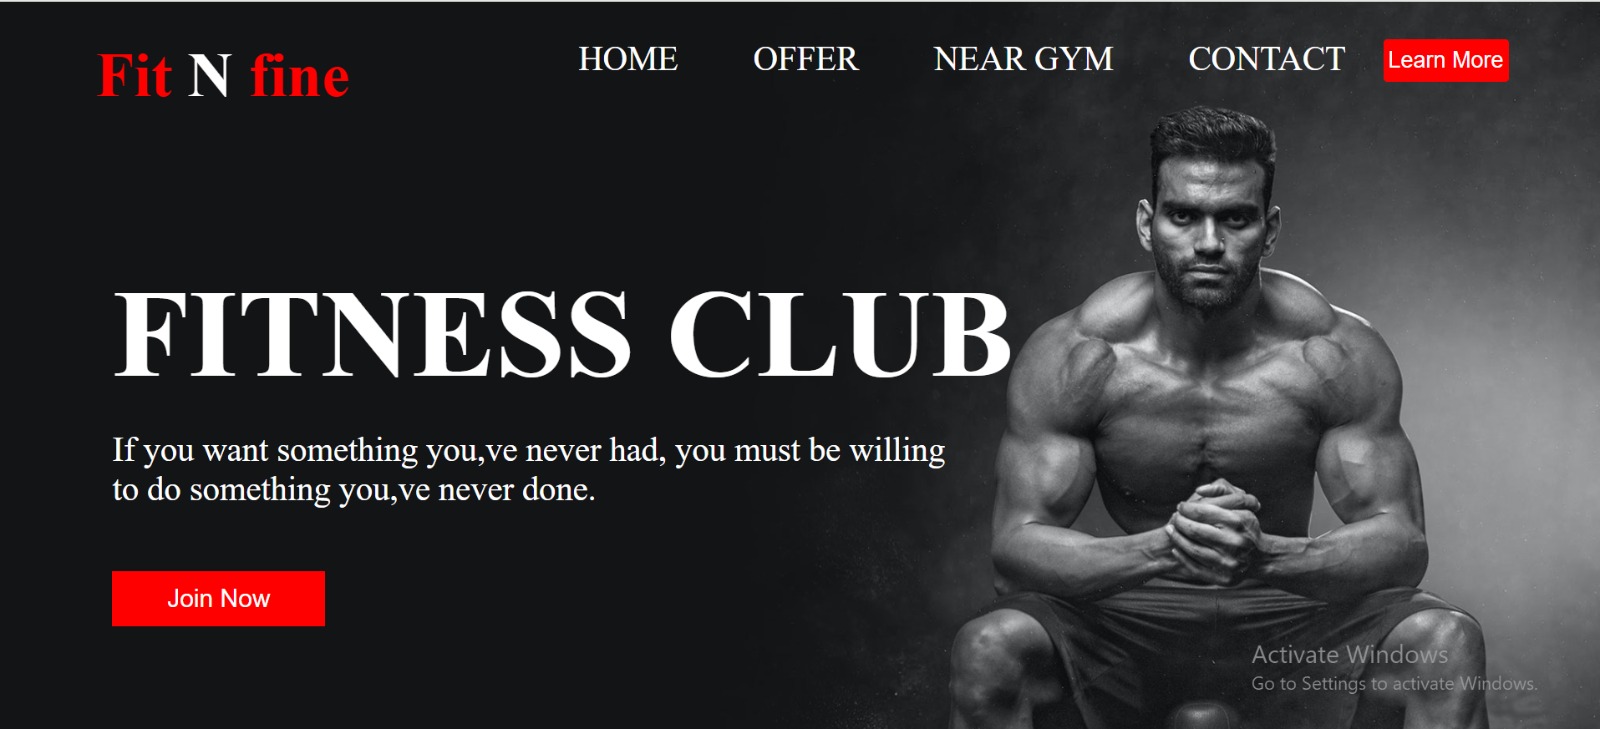 Fit N fine
HOME
OFFER
NEAR GYM
CONTACT
Learn More
FITNESS CLUB
If you want something you,ve never had, you must be willing
to do something you,ve never done.
Join Now
Activate Windows
Go to Settings to activate Windows.